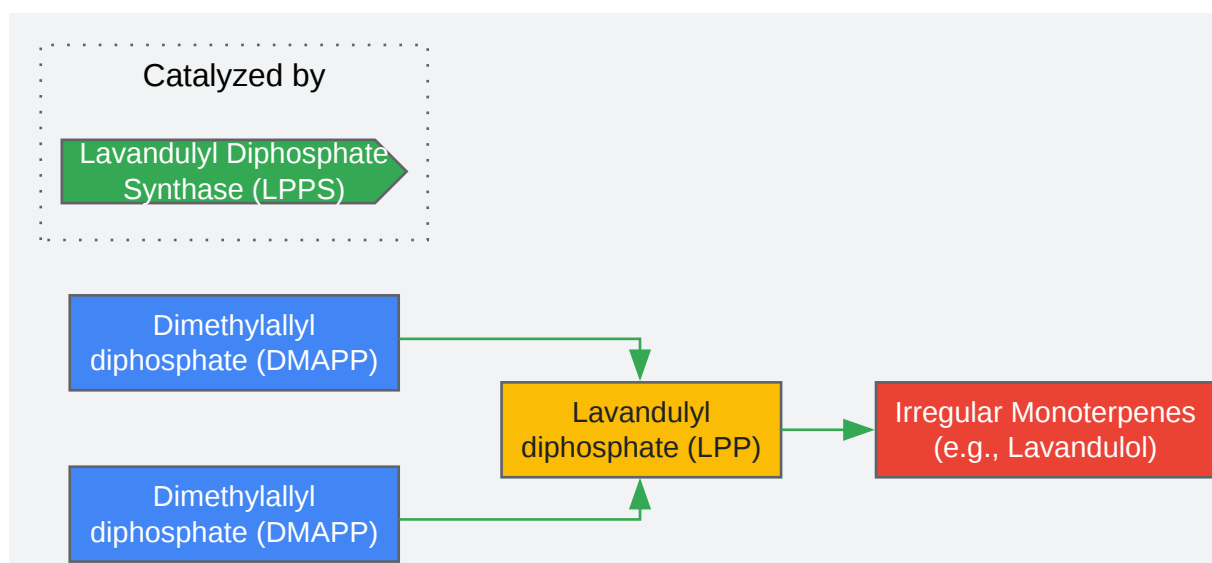 Catalyzed by
Lavandulyl Diphosphate
Synthase (LPPS)
Dimethylallyl
diphosphate (DMAPP)
Lavandulyl
diphosphate (LPP)
Irregular Monoterpenes
(e.g., Lavandulol)
Dimethylallyl
diphosphate (DMAPP)